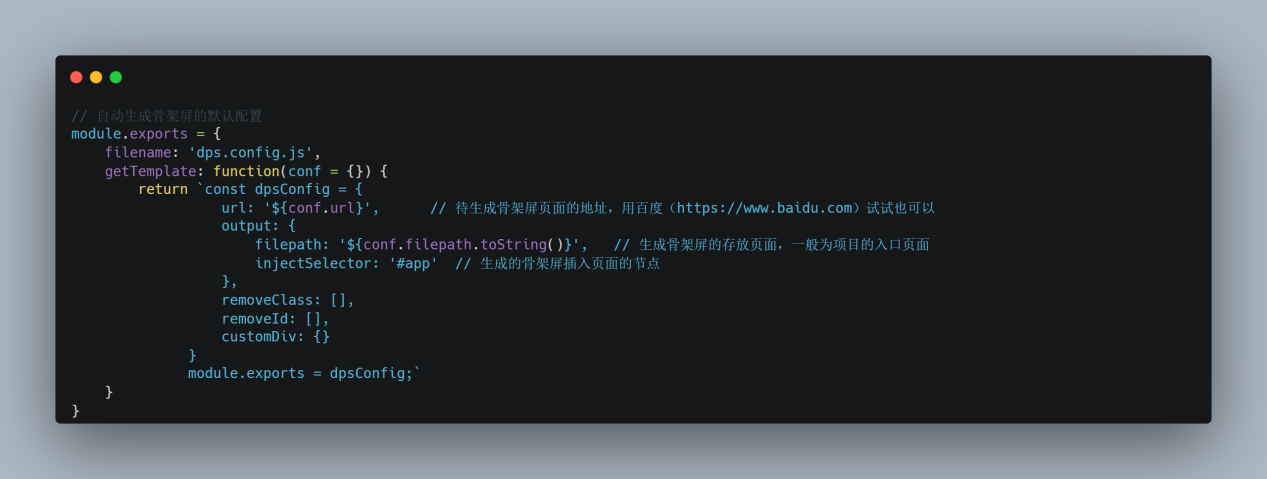 // 自动生成骨架屏的默认配置
module.exports = {
    filename: 'dps.config.js',
    getTemplate: function(conf = {}) {
        return `const dpsConfig = {
                  url: '${conf.url}',      // 待生成骨架屏页面的地址，用百度（https://www.baidu.com）试试也可以
                  output: {
                      filepath: '${conf.filepath.toString()}',   // 生成骨架屏的存放页面，一般为项目的入口页面
                      injectSelector: '#app'  // 生成的骨架屏插入页面的节点
                  },
                  removeClass: [],
                  removeId: [],
                  customDiv: {}
              }
              module.exports = dpsConfig;`
    }
}